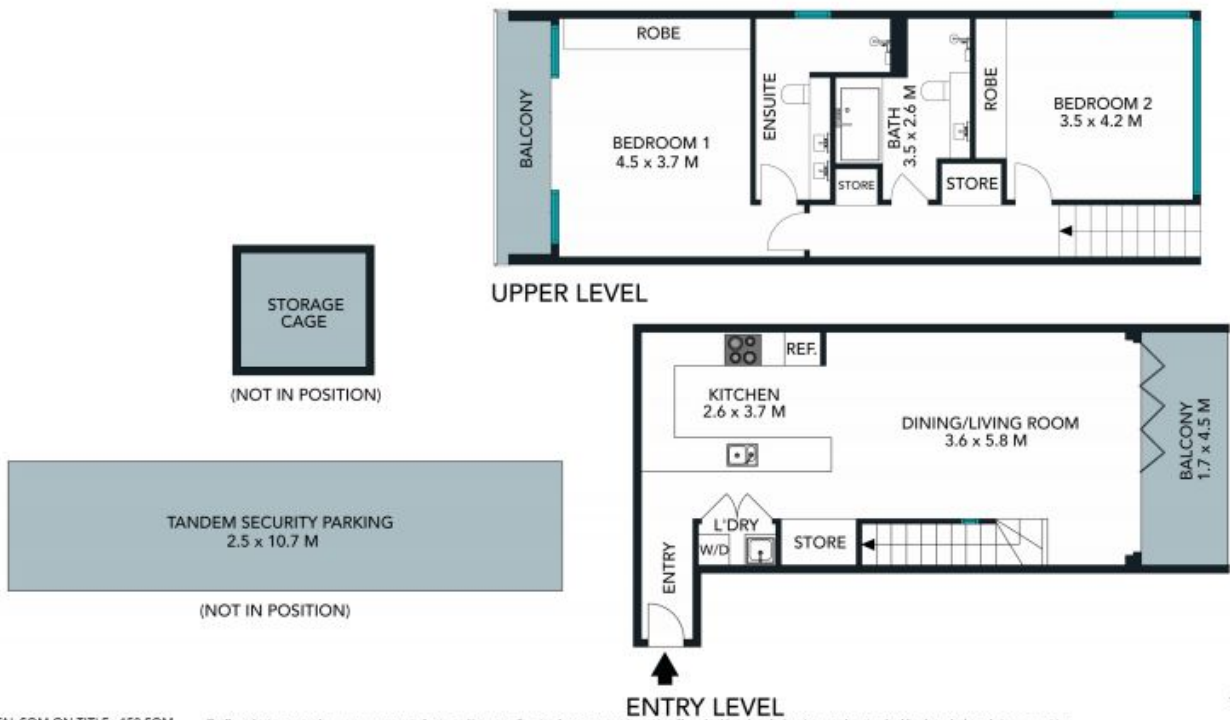 ROBE
BALCONY
BEDROOM 1
4.5 x 3.7 M
ENSUITE
BATH
3.5 x 2.6 M
ROBE
BEDROOM 2
3.5 x 4.2 M
STORE
STORE
UPPER LEVEL
STORAGE
CAGE
(NOT IN POSITION)
REF.
KITCHEN
2.6 x 3.7 M
DINING/LIVING ROOM
3.6 x 5.8 M
BALCONY
1.7 x 4.5 M
TANDEM SECURITY PARKING
2.5 x 10.7 M
(NOT IN POSITION)
L'DRY
W/D
STORE
ENTRY
ENTRY LEVEL